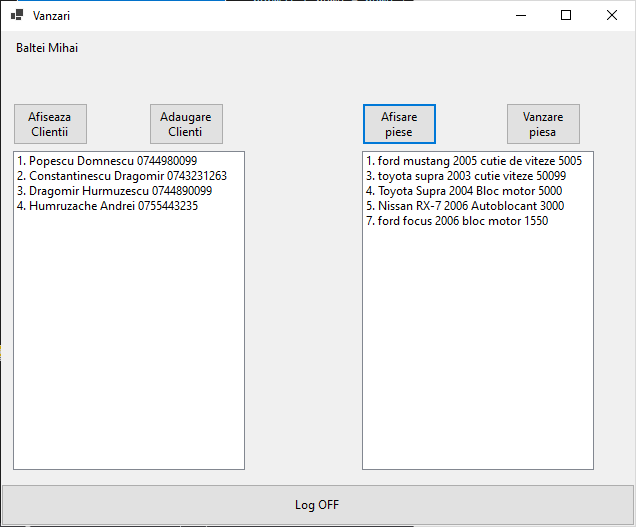 Vanzari
Baltei Mihai
Afiseaza
Clientii
Adaugare
Clienti
Afisare
piese
Vanzare
piesa
1. Popescu Domnescu 0744980099
2. Constantinescu Dragomir 0743231263
3. Dragomir Hurmuzescu 0744890099
4. Humruzache Andrei 0755443235
1. ford mustang 2005 cutie de viteze 5005
3. toyota supra 2003 cutie viteze 50099
4. Toyota Supra 2004 Bloc motor 5000
5. Nissan RX-7 2006 Autoblocant 3000
7. ford focus 2006 bloc motor 1550
Log OFF